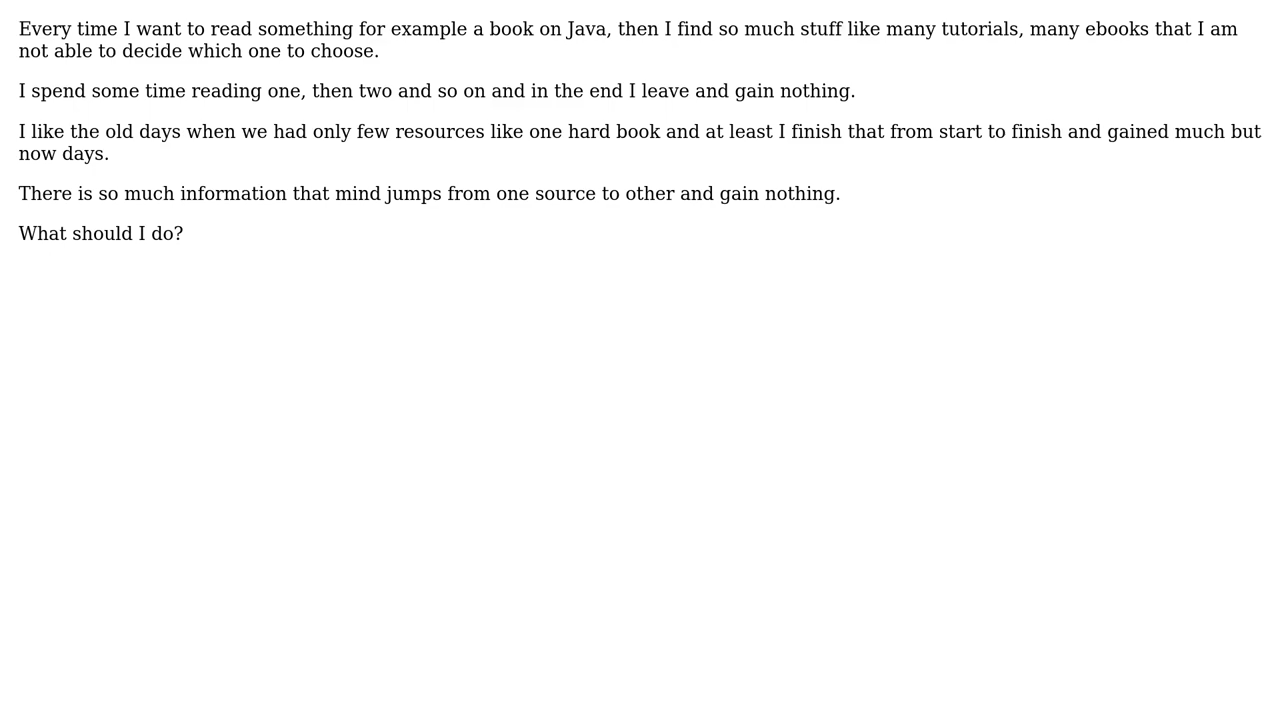 Every time I want to read something for example a book on Java, then I find so much stuff like many tutorials, many ebooks that I am
not able to decide which one to choose.
I spend some time reading one, then two and so on and in the end I leave and gain nothing.
I like the old days when we had only few resources like one hard book and at least I finish that from start to finish and gained much but
now days.
There is so much information that mind jumps from one source to other and gain nothing.
What should I do?